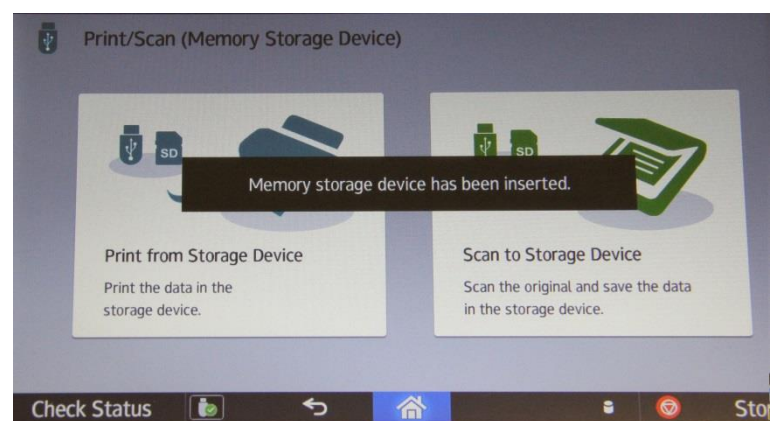 Print/Scan (Memory Storage Device)
SD
SD
Memory storage device has been inserted.
Print from Storage Device
Print the data in the
storage device.
Scan to Storage Device
Scan the original and save the data
in the storage device.
Check Status